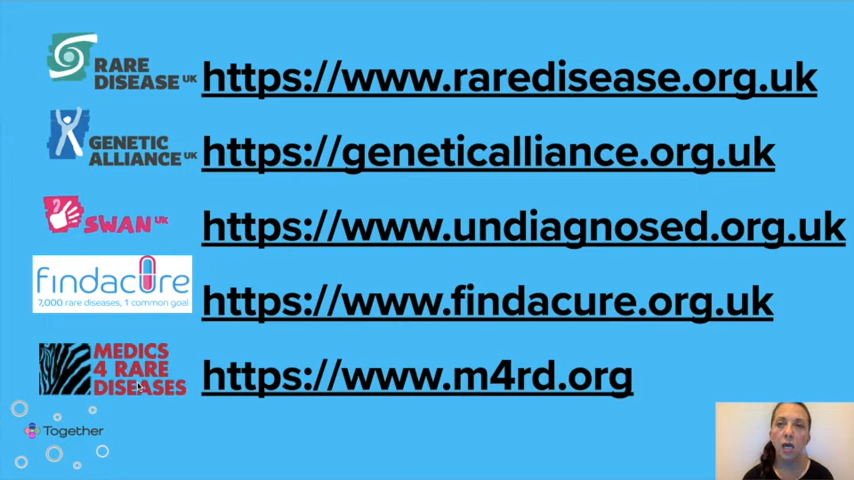 RARE
DISEASE UK
https://www.raredisease.org.uk
GENETIC
ALLIANCE UK
https://geneticalliance.org.uk
SWAN UK
https://www.undiagnosed.org.uk
findacure
7,000 rare diseases, 1 common goal
https://www.findacure.org.uk
MEDICS
4 RARE
DISEASES
https://www.m4rd.org
Together